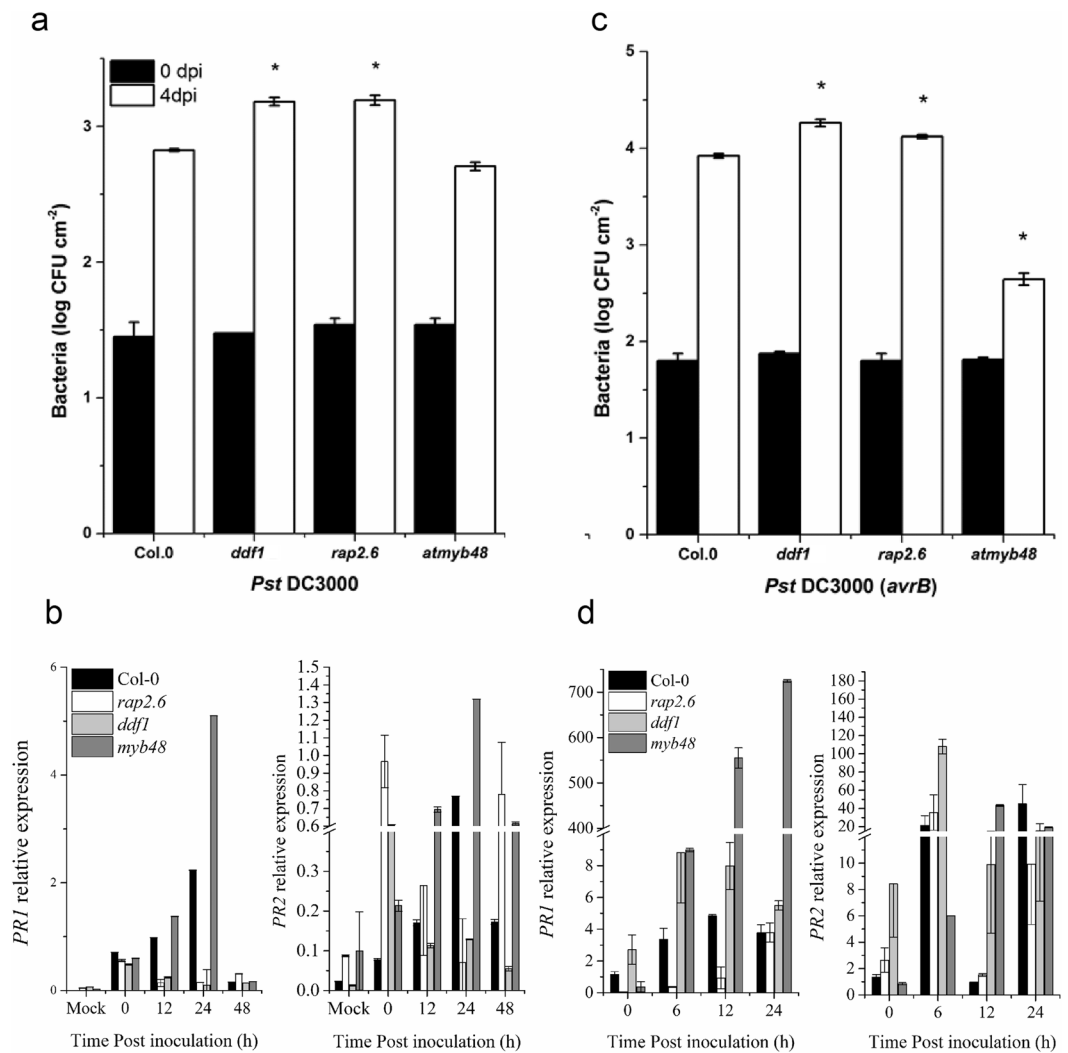 a
0 dpi
4dpi
* *
3
2
1
0
Bacteria (log CFU cm-2)
Col.0 ddf1 rap2.6 atmyb48
Pst DC3000
c
5
4
3
2
1
0
* * *
Bacteria (log CFU cm-2)
Col.0 ddf1 rap2.6 atmyb48
Pst DC3000 (avrB)
b
6
4
2
0
Col-0
rap2.6
ddf1
myb48
PR1 relative expression
Mock 0 12 24 48
Time Post inoculation (h)
1.5
1.4
1.3
1.2
1.1
1.0
0.9
0.8
0.7
0.6
0.3
0.2
0.1
0.0
PR2 relative expression
Mock 0 12 24 48
Time Post inoculation (h)
d
700
600
500
400
8
6
4
2
0
Col-0
rap2.6
ddf1
myb48
PR1 relative expression
0 6 12 24
Time Post inoculation (h)
180
160
140
120
100
80
60
40
20
10
8
6
4
2
0
PR2 relative expression
0 6 12 24
Time Post inoculation (h)